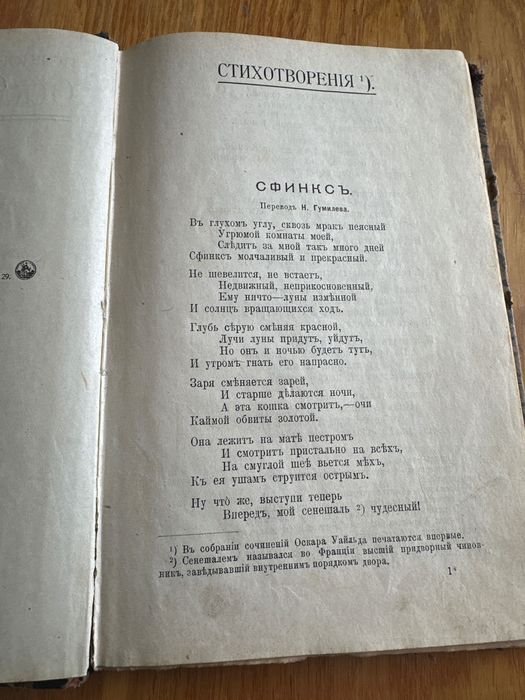 СТИХОТВОРЕНІЯ ¹).
СФИНКСЪ.
Переводъ Н. Гумилева.
Въ глухомъ углу, сквозь мракъ неясный
Угрюмой комнаты моей,
Слѣдитъ за мной такъ много дней
Сфинксъ молчаливый и прекрасный.
Не шевелится, не встаетъ,
Недвижный, неприкосновенный,
Ему ничто—луны измѣнной
И солнцъ вращающихся ходъ.
Глубь сѣрую смѣняя красной,
Лучи луны придутъ, уйдутъ,
Но онъ и ночью будетъ тутъ,
И утромъ гнать его напрасно.
Заря смѣняется зарей,
И старше дѣлаются ночи,
А эта кошка смотритъ,—очи
Каймой обвиты золотой.
Она лежитъ на матѣ пестромъ
И смотритъ пристально на всѣхъ,
На смуглой шеѣ вьется мѣхъ,
Къ ея ушамъ струится острымъ.
Ну что же, выступи теперь
Впередъ, мой сенешаль ²) чудесный!
¹) Въ собраніи сочиненій Оскара Уайльда печатаются впервые.
²) Сенешалемъ назывался во Франціи высшій придворный чинов-
никъ, завѣдывавшій внутреннимъ порядкомъ двора.
1*
29.